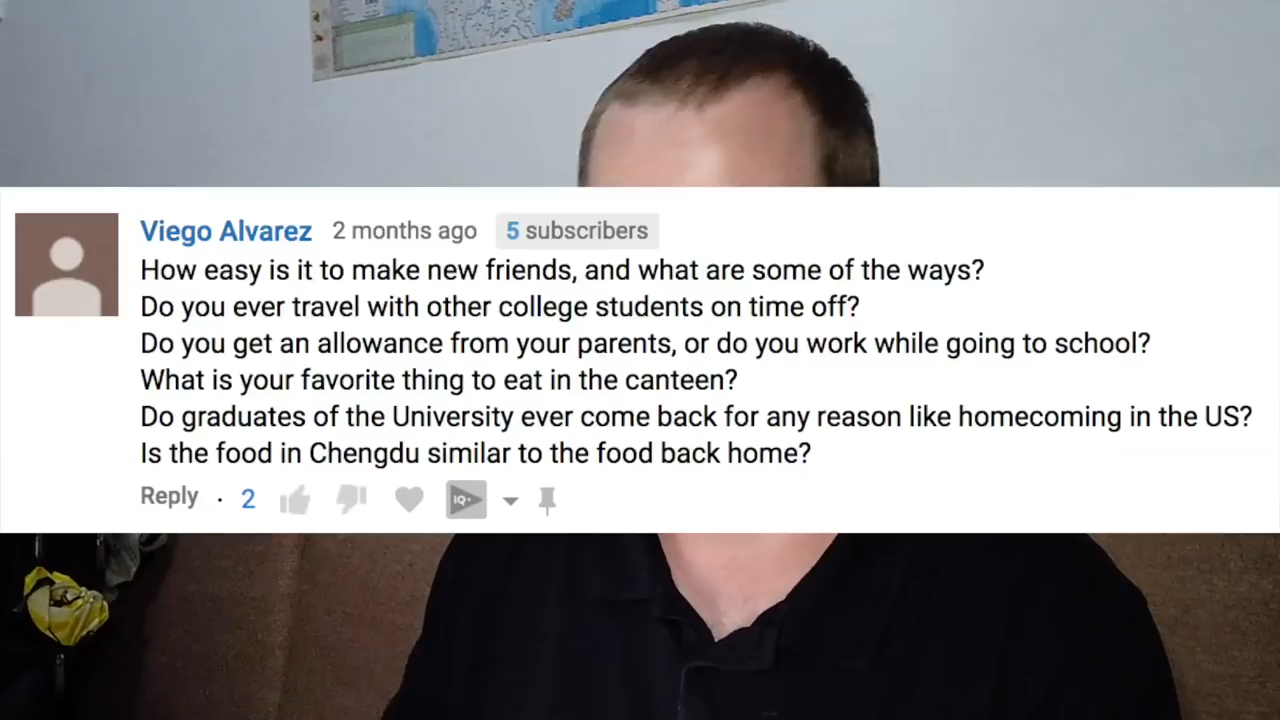 Viego Alvarez 2 months ago 5 subscribers
How easy is it to make new friends, and what are some of the ways?
Do you ever travel with other college students on time off?
Do you get an allowance from your parents, or do you work while going to school?
What is your favorite thing to eat in the canteen?
Do graduates of the University ever come back for any reason like homecoming in the US?
Is the food in Chengdu similar to the food back home?
Reply · 2 IQ+